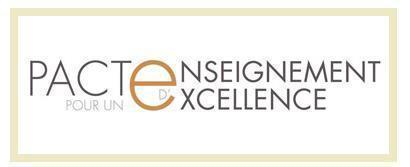 PACTE
POUR UN
ENSEIGNEMENT
D'EXCELLENCE